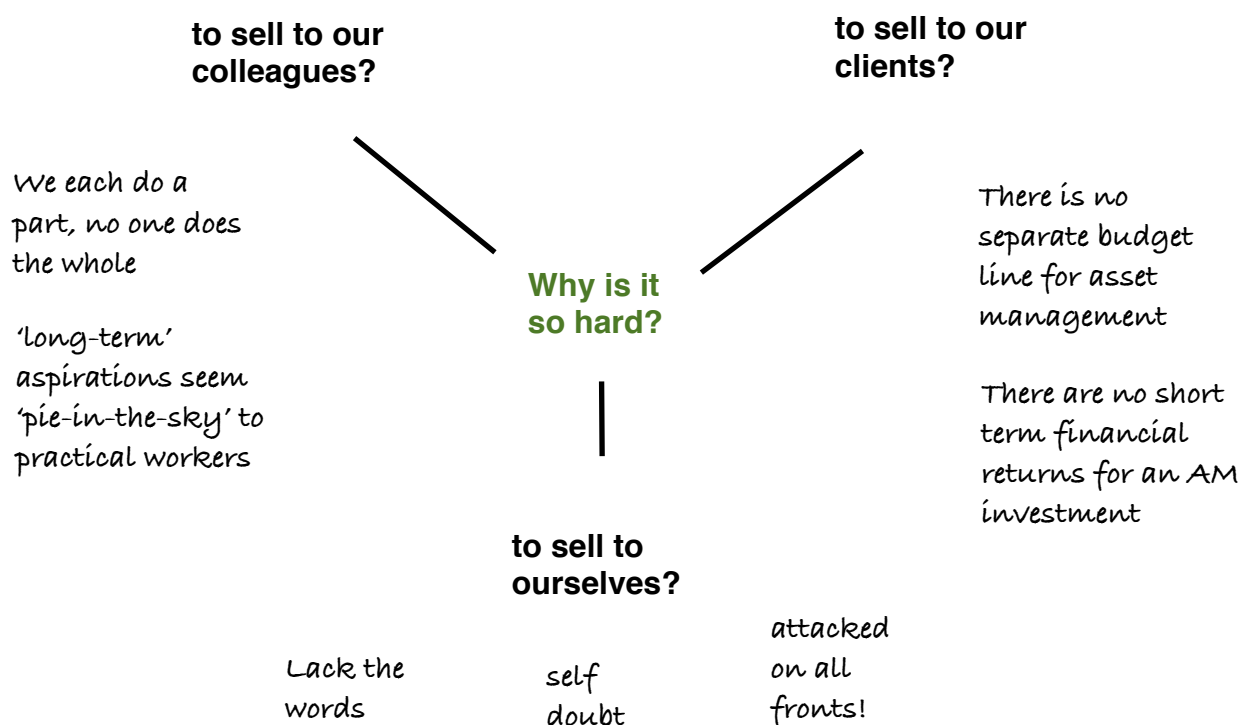 to sell to our
colleagues?
to sell to our
clients?
We each do a
part, no one does
the whole
‘long-term’
aspirations seem
‘pie-in-the-sky’ to
practical workers
Why is it
so hard?
There is no
separate budget
line for asset
management
There are no short
term financial
returns for an AM
investment
to sell to
ourselves?
Lack the
words
self
doubt
attacked
on all
fronts!